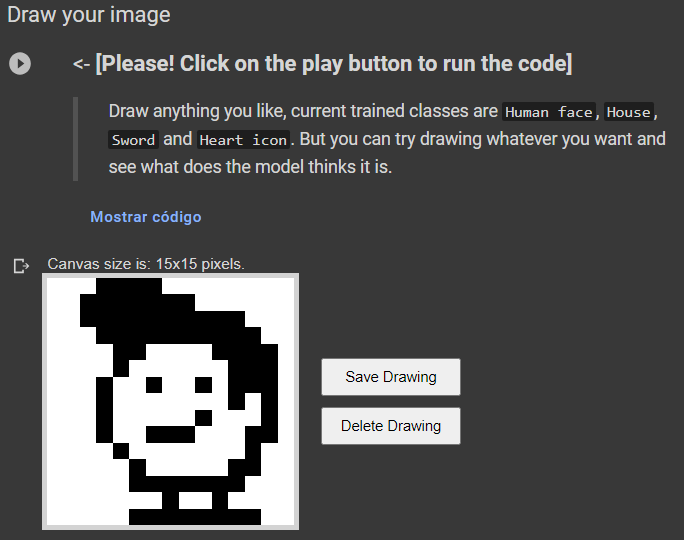 Draw your image
<- [Please! Click on the play button to run the code]
Draw anything you like, current trained classes are Human face, House,
Sword and Heart icon. But you can try drawing whatever you want and
see what does the model thinks it is.
Mostrar código
Canvas size is: 15x15 pixels.
Save Drawing
Delete Drawing